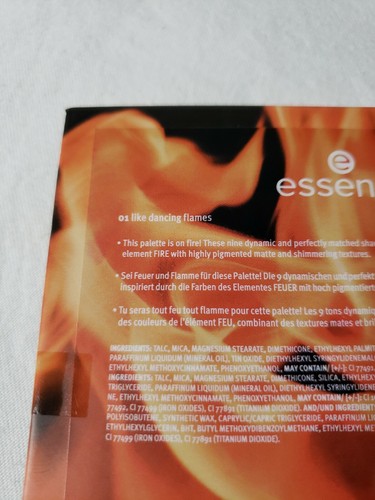 e
essen
01 like dancing flames
• This palette is on fire! These nine dynamic and perfectly matched sha
element FIRE with highly pigmented matte and shimmering textures.
• Sei Feuer und Flamme für diese Palette! Die 9 dynamischen und perfekt
inspiriert durch die Farben des Elementes FEUER mit hoch pigmentiert
• Tu seras tout feu tout flamme pour cette palette! Les 9 tons dynamiq
des couleurs de l'élément FEU, combinant des textures mates et bri
INGREDIENTS: TALC, MICA, MAGNESIUM STEARATE, DIMETHICONE, ETHYLHEXYL PALMIT
PARAFFINUM LIQUIDUM (MINERAL OIL), TIN OXIDE, DIETHYLHEXYL SYRINGYLIDENEMAL
ETHYLHEXYL METHOXYCINNAMATE, PHENOXYETHANOL, MAY CONTAIN/ [+/-]: CI 77491,
INGREDIENTS: TALC, MICA, MAGNESIUM STEARATE, DIMETHICONE, SILICA, ETHYLHEX
TRIGLYCERIDE, PARAFFINUM LIQUIDUM (MINERAL OIL), DIETHYLHEXYL SYRINGYLIDEN
NE, ETHYLHEXYL METHOXYCINNAMATE, PHENOXYETHANOL, MAY CONTAIN/ [+/-]: CI
77492, CI 77499 (IRON OXIDES), CI 77891 (TITANIUM DIOXIDE). AND/UND INGREDIENT
POLYISOBUTENE, SYNTHETIC WAX, CAPRYLIC/CAPRIC TRIGLYCERIDE, PARAFFINUM LIQU
ETHYLHEXYLGLYCERIN, BHT, BUTYL METHOXYDIBENZOYLMETHANE, ETHYLHEXYL MET
CI 77499 (IRON OXIDES), CI 77891 (TITANIUM DIOXIDE).